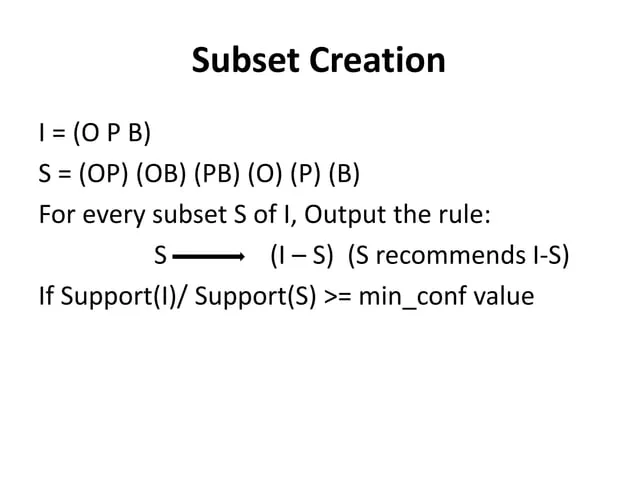 Subset Creation
I = (O P B)
S = (OP) (OB) (PB) (O) (P) (B)
For every subset S of I, Output the rule:
S (I – S) (S recommends I-S)
If Support(I)/ Support(S) >= min_conf value